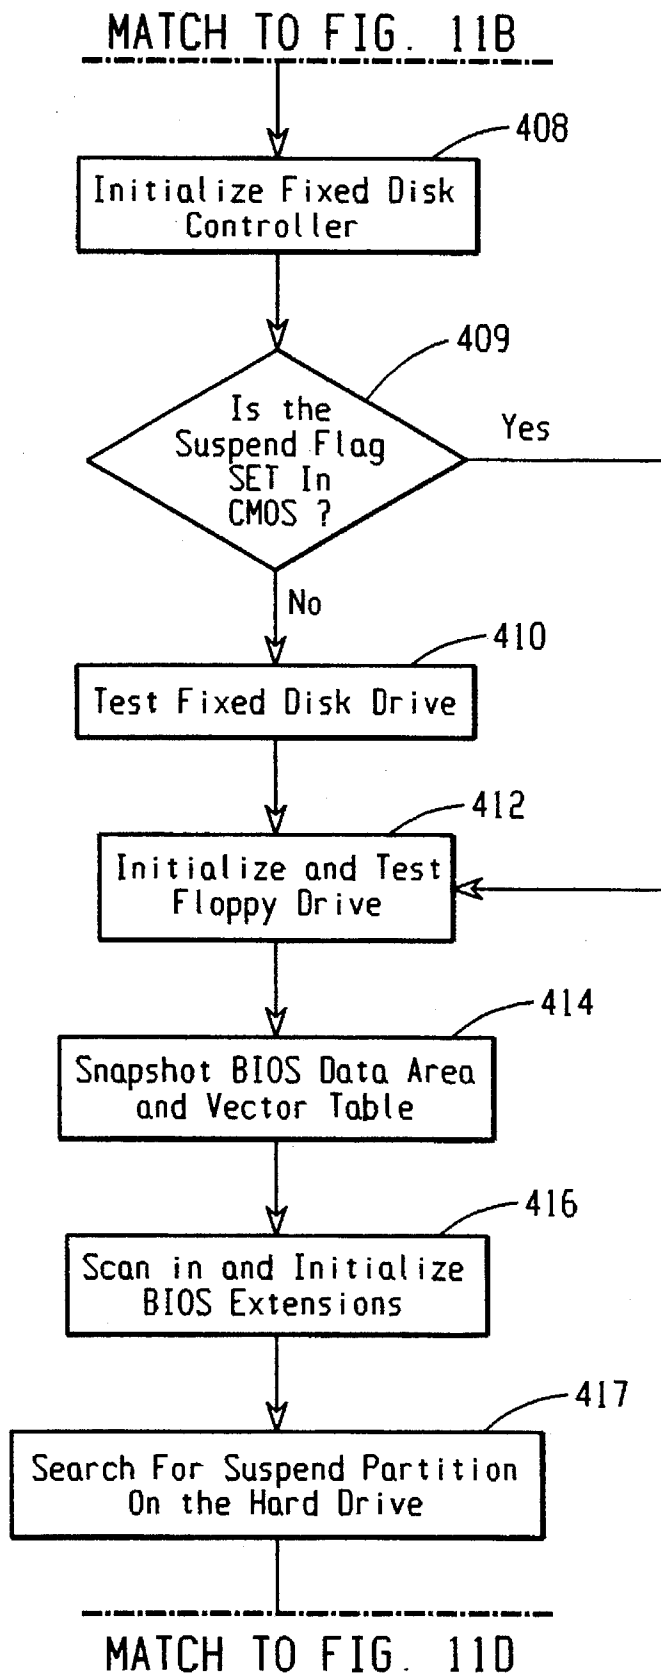 MATCH TO FIG. 11B
408
Initialize Fixed Disk
Controller
409
Is the
Suspend Flag
SET In
CMOS ?
Yes
No
410
Test Fixed Disk Drive
412
Initialize and Test
Floppy Drive
414
Snapshot BIOS Data Area
and Vector Table
416
Scan in and Initialize
BIOS Extensions
417
Search For Suspend Partition
On the Hard Drive
MATCH TO FIG. 11D